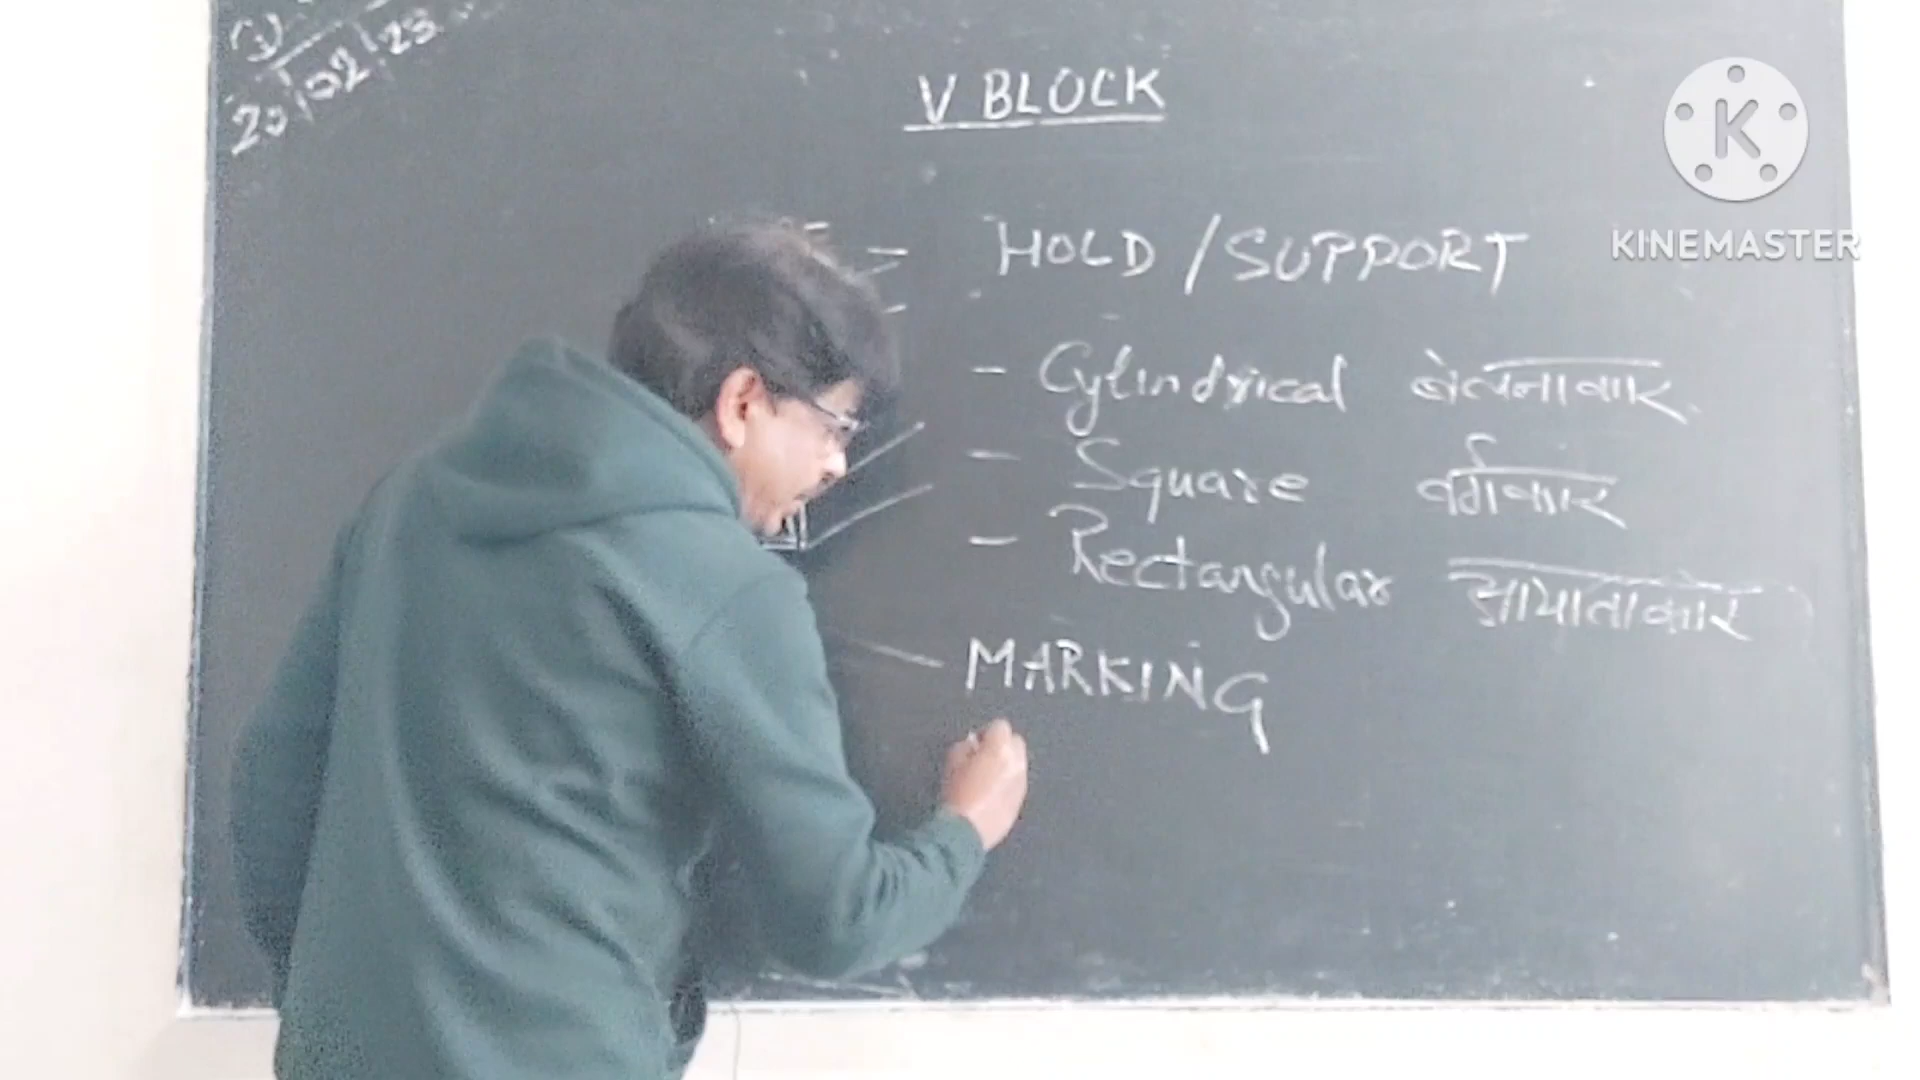 20/02/23
V BLOCK
K
KINEMASTER
HOLD / SUPPORT
- Cylindrical बेलनाकार
- Square वर्गाकार
- Rectangular आयाताकार
- MARKING